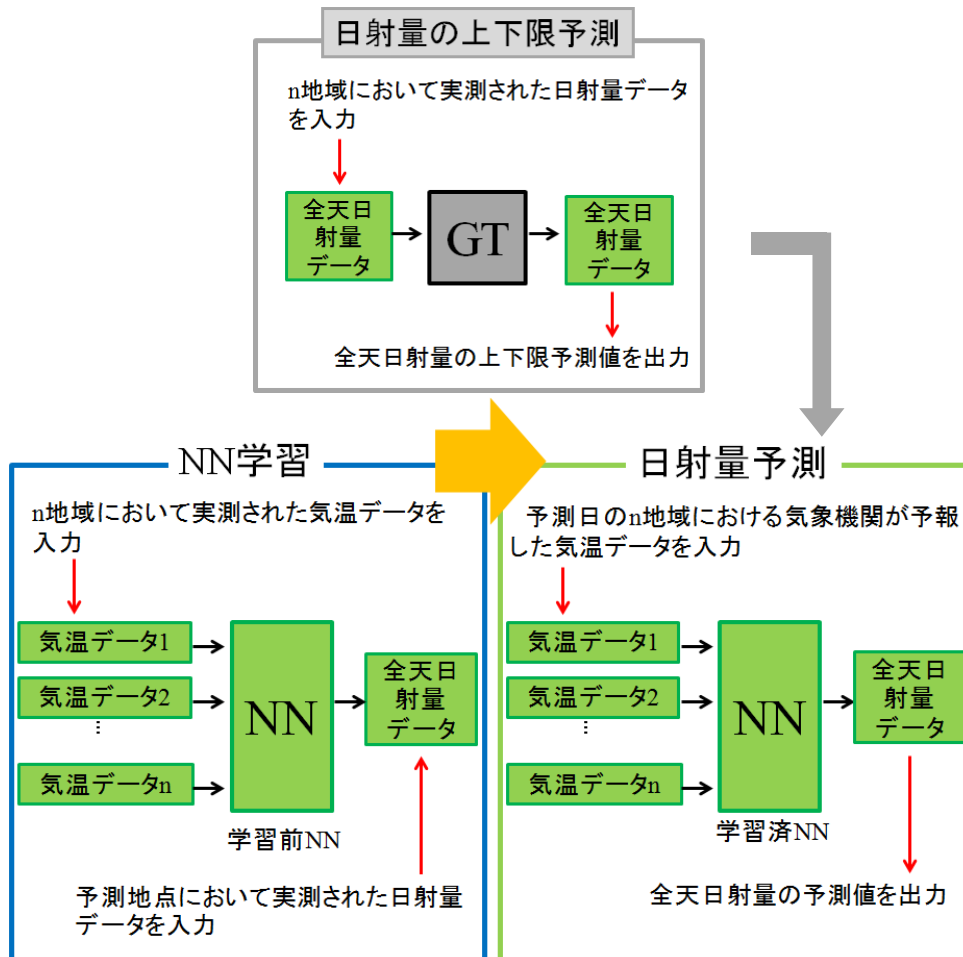 日射量の上下限予測
n地域において実測された日射量データ
を入力
全天日
射量
データ
GT
全天日
射量
データ
全天日射量の上下限予測値を出力
NN学習
n地域において実測された気温データを
入力
気温データ1
気温データ2
⋮
気温データn
NN
学習前NN
全天日
射量
データ
予測地点において実測された日射量
データを入力
日射量予測
予測日のn地域における気象機関が予報
した気温データを入力
気温データ1
気温データ2
⋮
気温データn
NN
学習済NN
全天日
射量
データ
全天日射量の予測値を出力